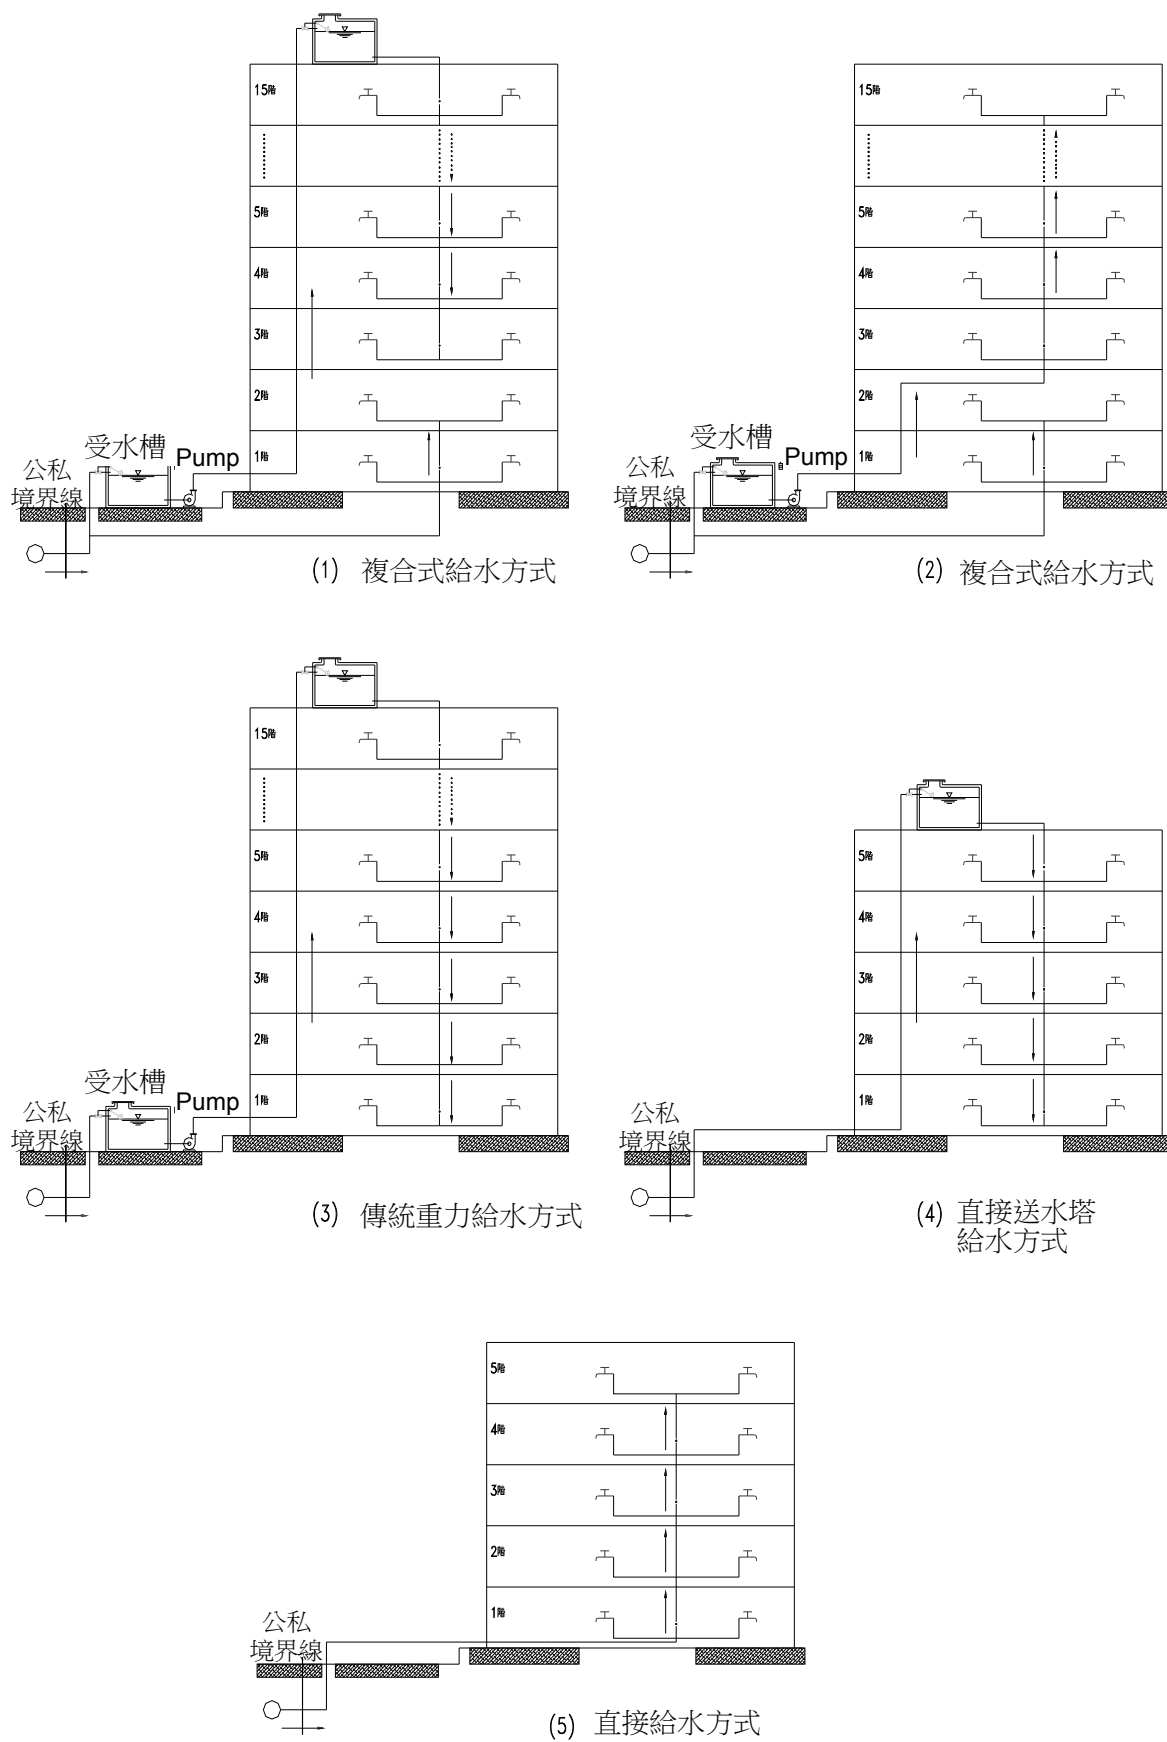 15階
5階
4階
3階
2階
1階
受水槽
Pump
公私
境界線
(1) 複合式給水方式
15階
5階
4階
3階
2階
1階
受水槽
Pump
公私
境界線
(2) 複合式給水方式
15階
5階
4階
3階
2階
1階
受水槽
Pump
公私
境界線
(3) 傳統重力給水方式
5階
4階
3階
2階
1階
公私
境界線
(4) 直接送水塔
給水方式
5階
4階
3階
2階
1階
公私
境界線
(5) 直接給水方式